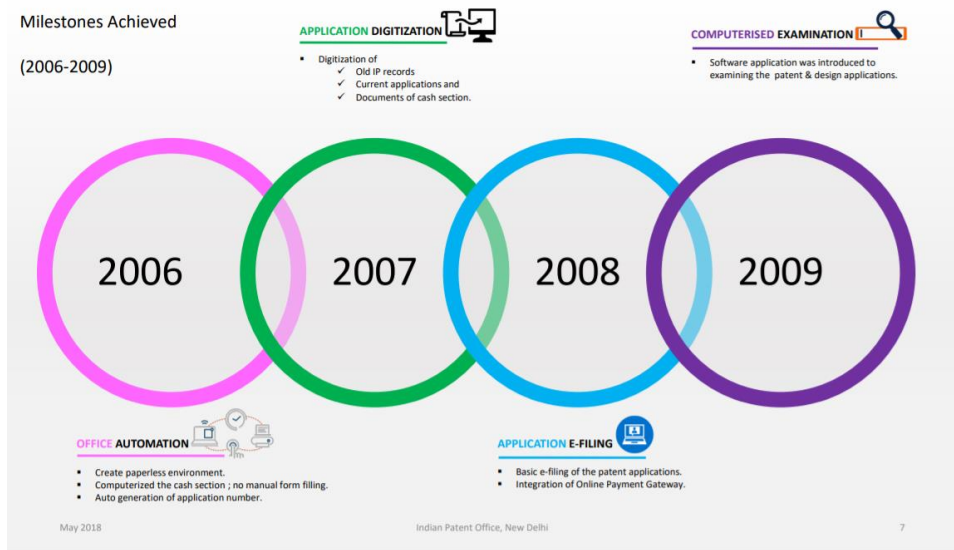 Milestones Achieved
(2006-2009)
APPLICATION DIGITIZATION
▪ Digitization of
✓ Old IP records
✓ Current applications and
✓ Documents of cash section.
COMPUTERISED EXAMINATION
▪ Software application was introduced to
examining the patent & design applications.
2006
2007
2008
2009
OFFICE AUTOMATION
▪ Create paperless environment.
▪ Computerized the cash section ; no manual form filling.
▪ Auto generation of application number.
APPLICATION E-FILING
▪ Basic e-filing of the patent applications.
▪ Integration of Online Payment Gateway.
May 2018
Indian Patent Office, New Delhi
7